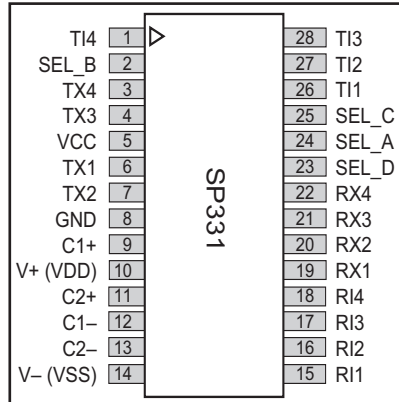 TI4 1 28 TI3
SEL_B 2 27 TI2
TX4 3 26 TI1
TX3 4 25 SEL_C
VCC 5 24 SEL_A
TX1 6 23 SEL_D
TX2 7 22 RX4
GND 8 21 RX3
C1+ 9 20 RX2
V+ (VDD) 10 19 RX1
C2+ 11 18 RI4
C1– 12 17 RI3
C2– 13 16 RI2
V– (VSS) 14 15 RI1
SP331